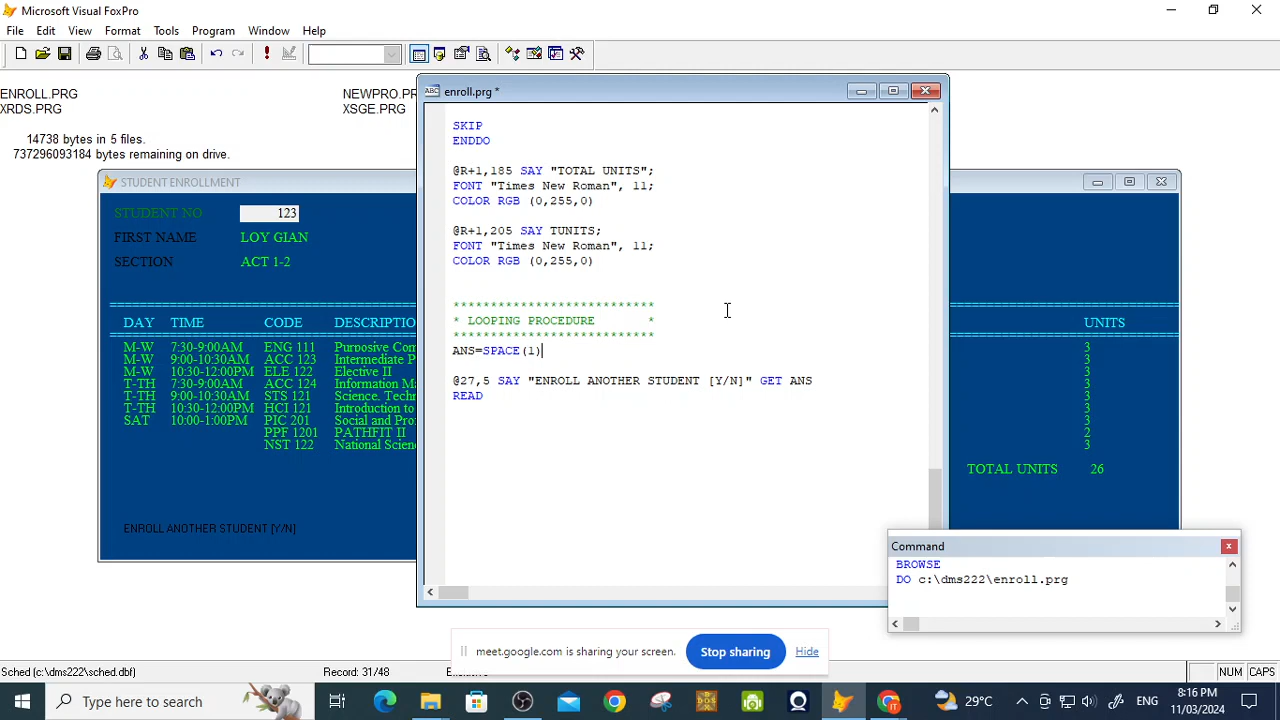 Microsoft Visual FoxPro
File Edit View Format Tools Program Window Help
ENROLL.PRG NEWPRO.PR
XRDS.PRG XSGE.PRG
14738 bytes in 5 files.
737296093184 bytes remaining on drive.
STUDENT ENROLLMENT
STUDENT NO 123
FIRST NAME LOY GIAN
SECTION ACT 1-2
DAY TIME CODE DESCRIPTIO UNITS
M-W 7:30-9:00AM ENG 111 Purposive Com 3
M-W 9:00-10:30AM ACC 123 Intermediate P 3
M-W 10:30-12:00PM ELE 122 Elective II 3
T-TH 7:30-9:00AM ACC 124 Information Ma 3
T-TH 9:00-10:30AM STS 121 Science, Techn 3
T-TH 10:30-12:00PM HCI 121 Introduction to 3
SAT 10:00-1:00PM PIC 201 Social and Pro 3
PPF 1201 PATHFIT II 2
NST 122 National Scien 3
TOTAL UNITS 26
ENROLL ANOTHER STUDENT [Y/N]
enroll.prg *
SKIP
ENDDO
@R+1,185 SAY "TOTAL UNITS";
FONT "Times New Roman", 11;
COLOR RGB (0,255,0)
@R+1,205 SAY TUNITS;
FONT "Times New Roman", 11;
COLOR RGB (0,255,0)
***************************
* LOOPING PROCEDURE *
***************************
ANS=SPACE(1)
@27,5 SAY "ENROLL ANOTHER STUDENT [Y/N]" GET ANS
READ
Command
BROWSE
DO c:\dms222\enroll.prg
meet.google.com is sharing your screen. Stop sharing Hide
Sched (c:\dms222\sched.dbf) Record: 31/48 Exclusive NUM CAPS
Type here to search 29°C ENG 8:16 PM
11/03/2024